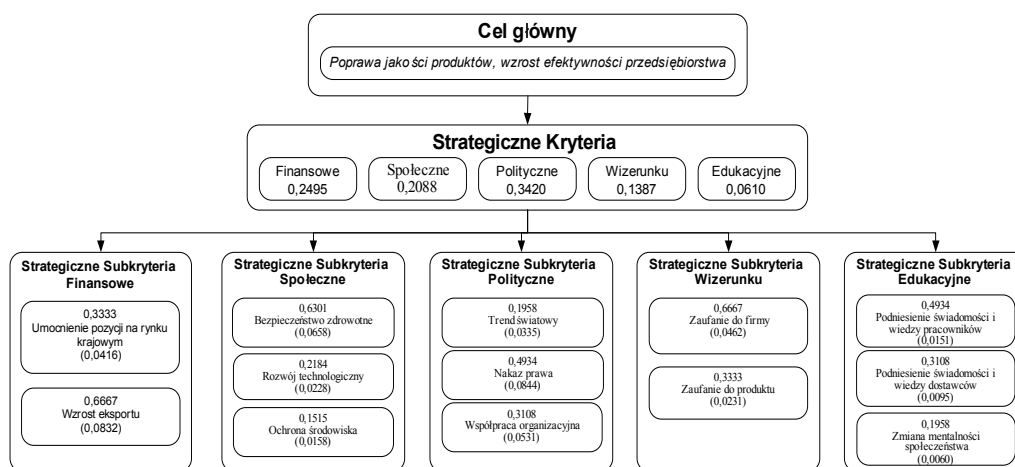 Cel główny
Poprawa jakości produktów, wzrost efektywności przedsiębiorstwa
Strategiczne Kryteria
Finansowe
0,2495
Społeczne
0,2088
Polityczne
0,3420
Wizerunku
0,1387
Edukacyjne
0,0610
Strategiczne Subkryteria
Finansowe
0,3333
Umocnienie pozycji na rynku
krajowym
(0,0416)
0,6667
Wzrost eksportu
(0,0832)
Strategiczne Subkryteria
Społeczne
0,6301
Bezpieczeństwo zdrowotne
(0,0658)
0,2184
Rozwój technologiczny
(0,0228)
0,1515
Ochrona środowiska
(0,0158)
Strategiczne Subkryteria
Polityczne
0,1958
Trend światowy
(0,0335)
0,4934
Nakaz prawa
(0,0844)
0,3108
Współpraca organizacyjna
(0,0531)
Strategiczne Subkryteria
Wizerunku
0,6667
Zaufanie do firmy
(0,0462)
0,3333
Zaufanie do produktu
(0,0231)
Strategiczne Subkryteria
Edukacyjne
0,4934
Podniesienie świadomości i
wiedzy pracowników
(0,0151)
0,3108
Podniesienie świadomości i
wiedzy dostawców
(0,0095)
0,1958
Zmiana mentalności
społeczeństwa
(0,0060)